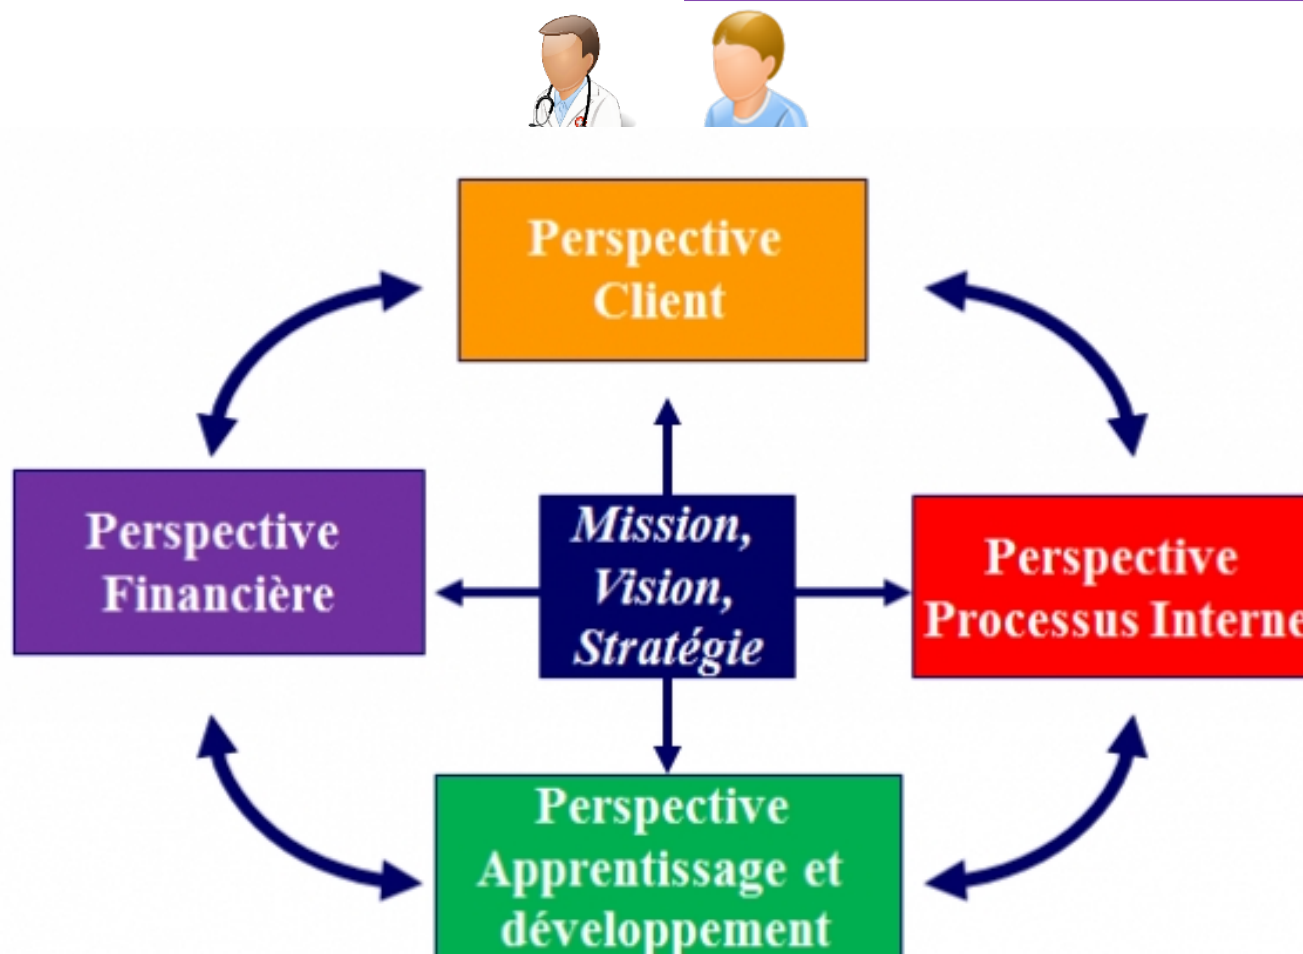 Perspective
Client
Perspective
Financière
Mission,
Vision,
Stratégie
Perspective
Processus Interne
Perspective
Apprentissage et
développement